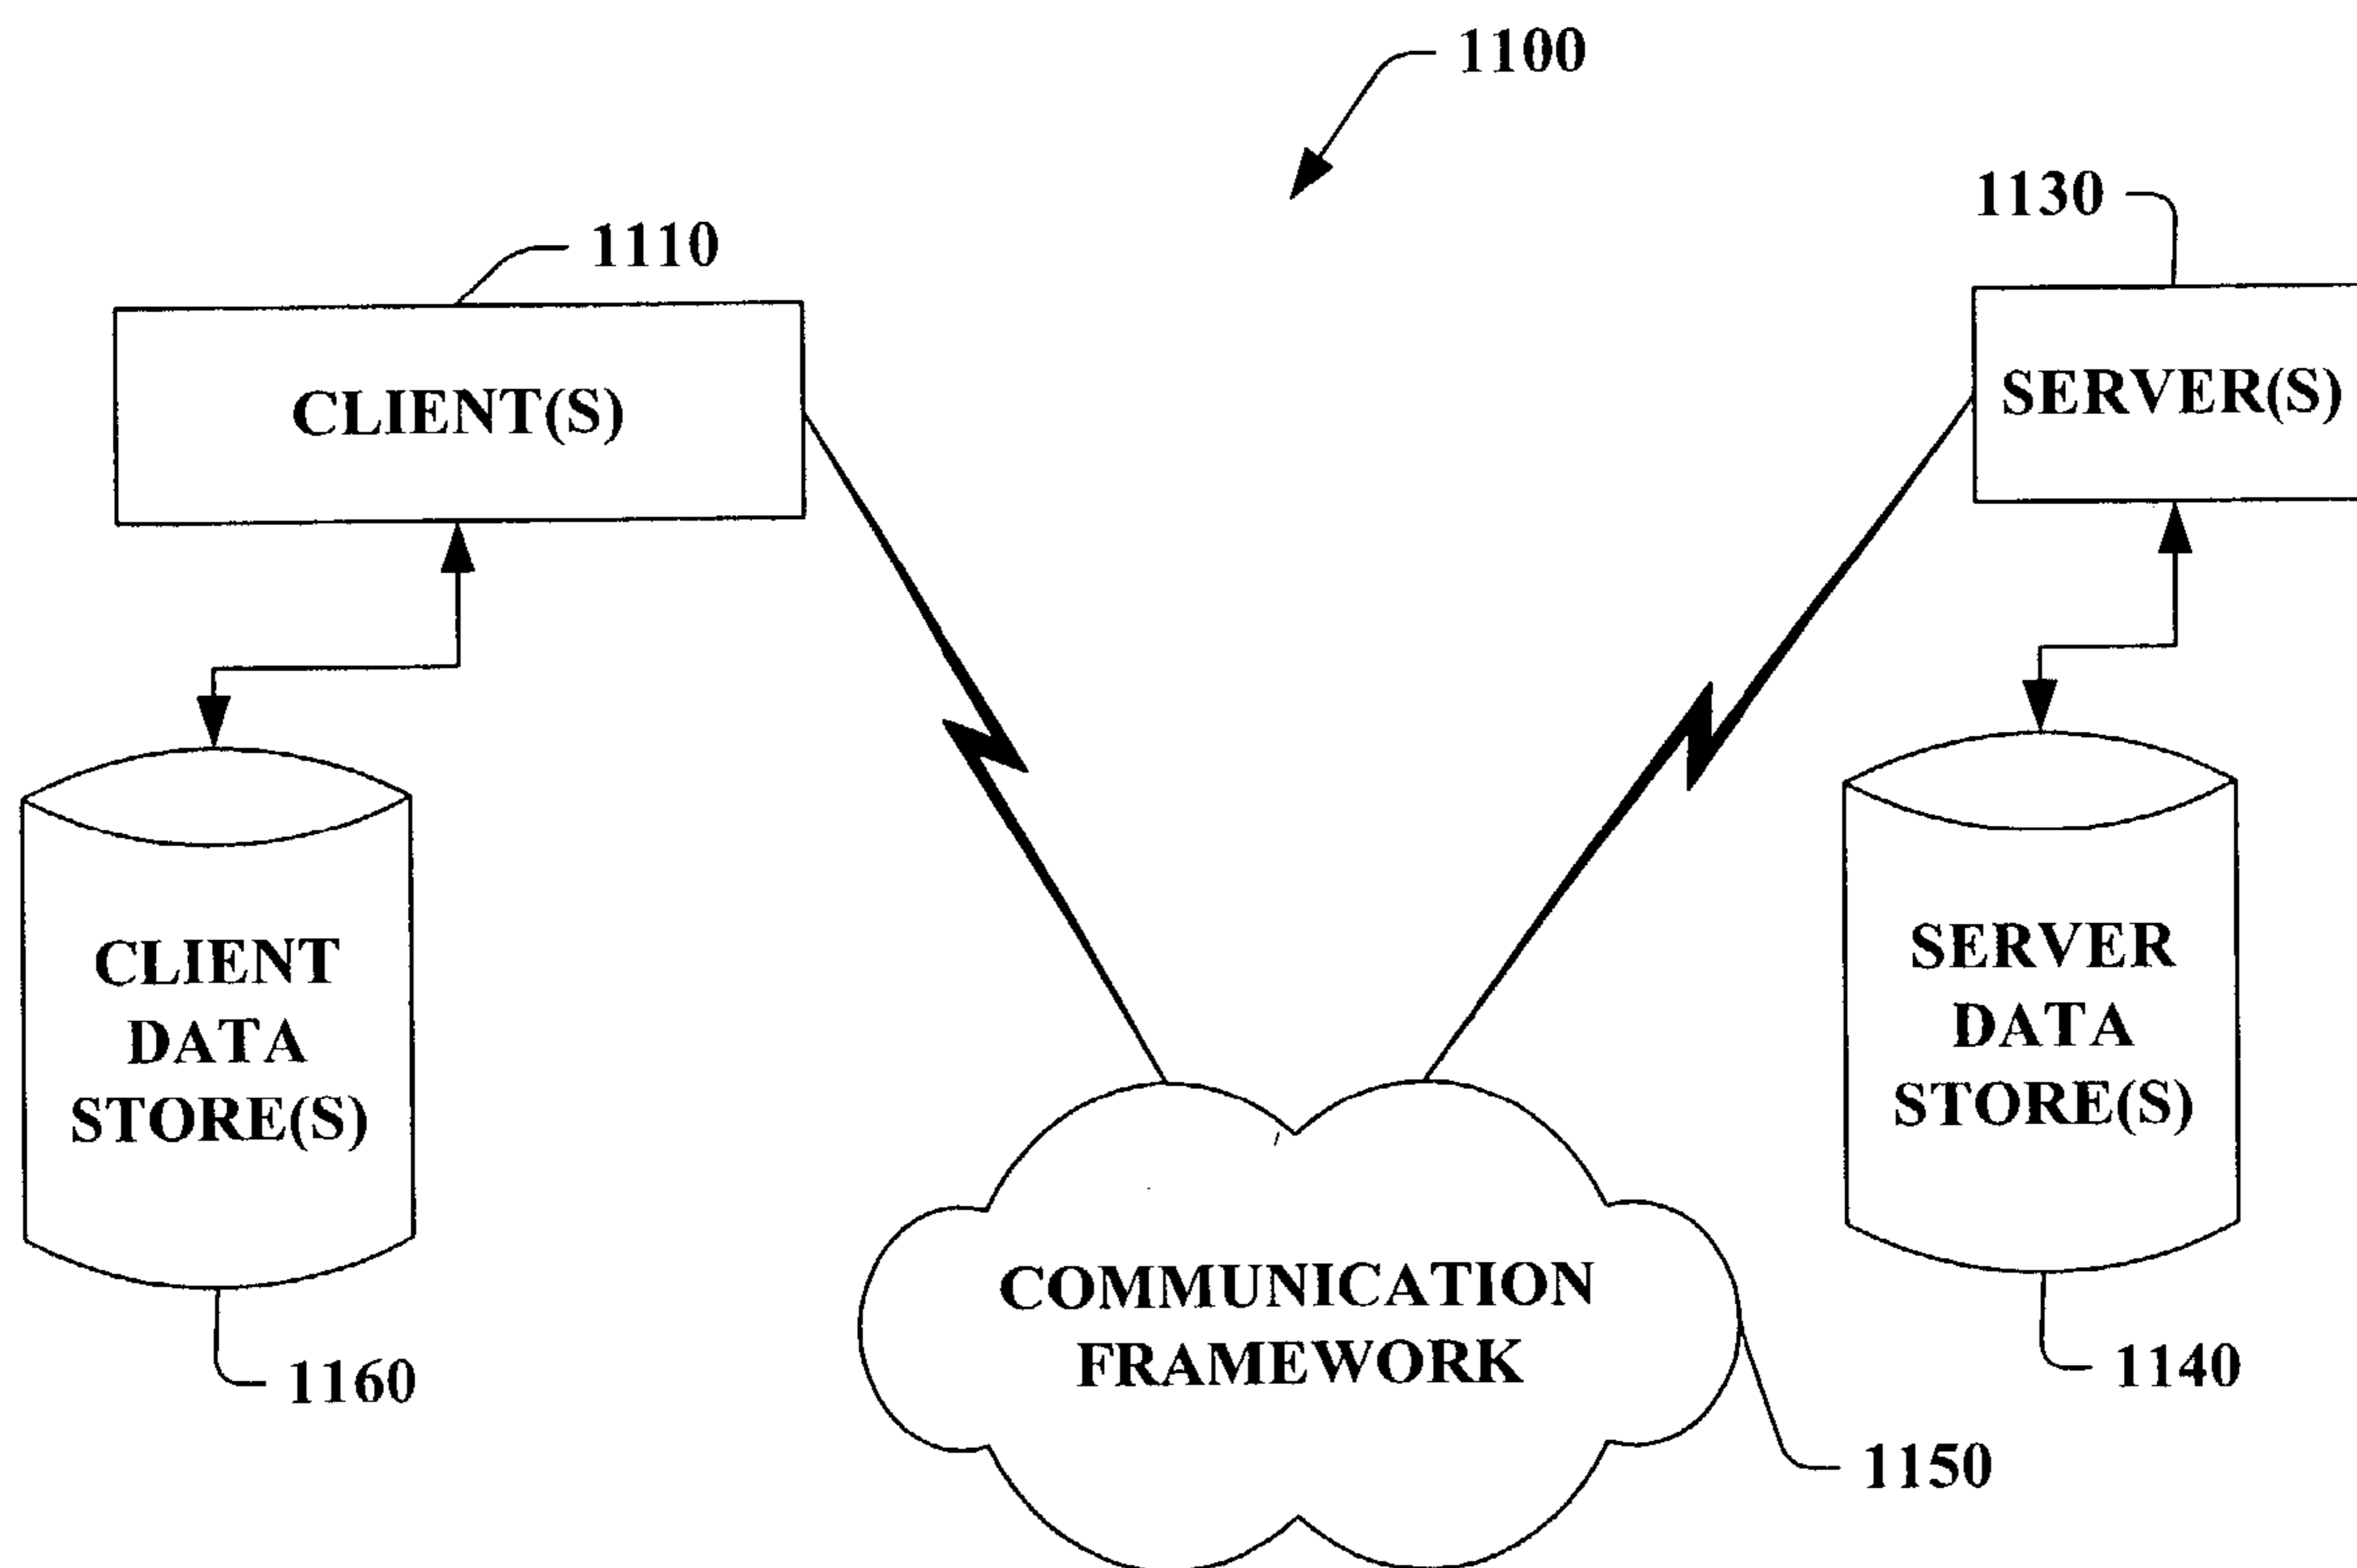 1100
1130
1110
CLIENT(S)
SERVER(S)
CLIENT
DATA
STORE(S)
SERVER
DATA
STORE(S)
COMMUNICATION
FRAMEWORK
1160
1140
1150